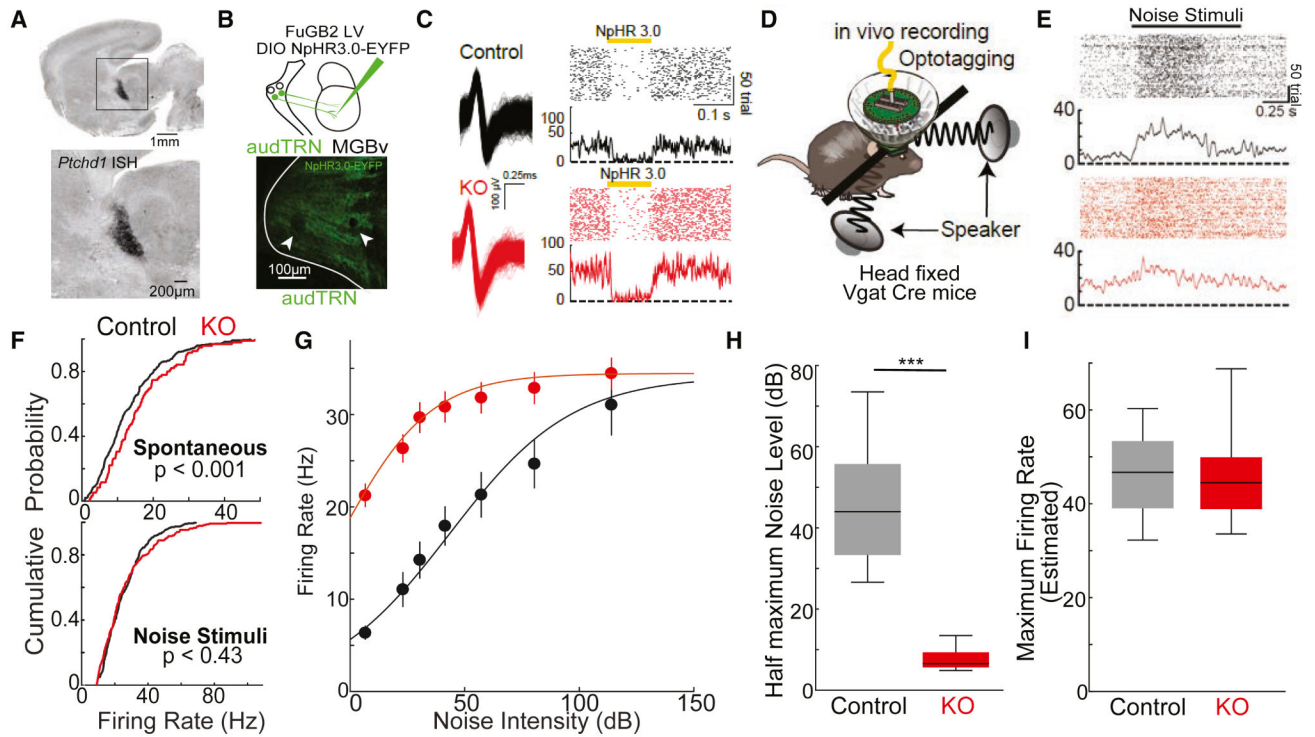 A
1mm
Ptchd1 ISH
200µm
B
FuGB2 LV
DIO NpHR3.0-EYFP
audTRN MGBv
NpHR3.0-EYFP
100µm
audTRN
C
Control
KO
0.25ms
100 µV
NpHR 3.0
50 trial
0.1 s
100
50
0
NpHR 3.0
100
50
0
D
in vivo recording
Optotagging
Speaker
Head fixed
Vgat Cre mice
E
Noise Stimuli
50 trials
0.25 s
40
20
0
40
20
0
F
Control KO
Cumulative Probability
0.8
0.4
0
Spontaneous
p < 0.001
0 20 40
0.8
0.4
0
Noise Stimuli
p < 0.43
0 40 80
Firing Rate (Hz)
G
Firing Rate (Hz)
30
20
10
0
0 50 100 150
Noise Intensity (dB)
H
Half maximum Noise Level (dB)
80
60
40
20
0
***
Control KO
I
Maximum Firing Rate
(Estimated)
60
40
20
0
Control KO